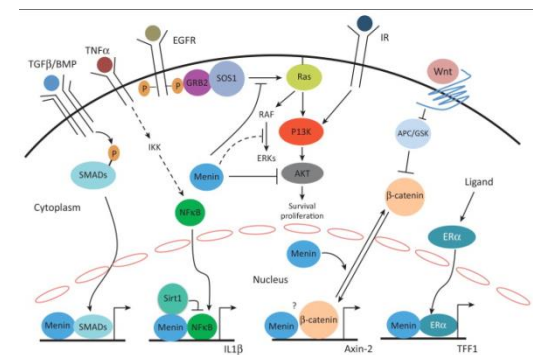 TGFβ/BMP
TNFα
EGFR
IR
Wnt
P
P
GRB2
SOS1
Ras
RAF
P13K
APC/GSK
P
SMADs
IKK
Menin
ERKs
AKT
β-catenin
Ligand
Cytoplasm
NFκB
Survival
proliferation
ERα
Nucleus
Menin
Sirt1
?
Menin
SMADs
Menin
NFκB
IL1β
Menin
β-catenin
Axin-2
Menin
ERα
TFF1